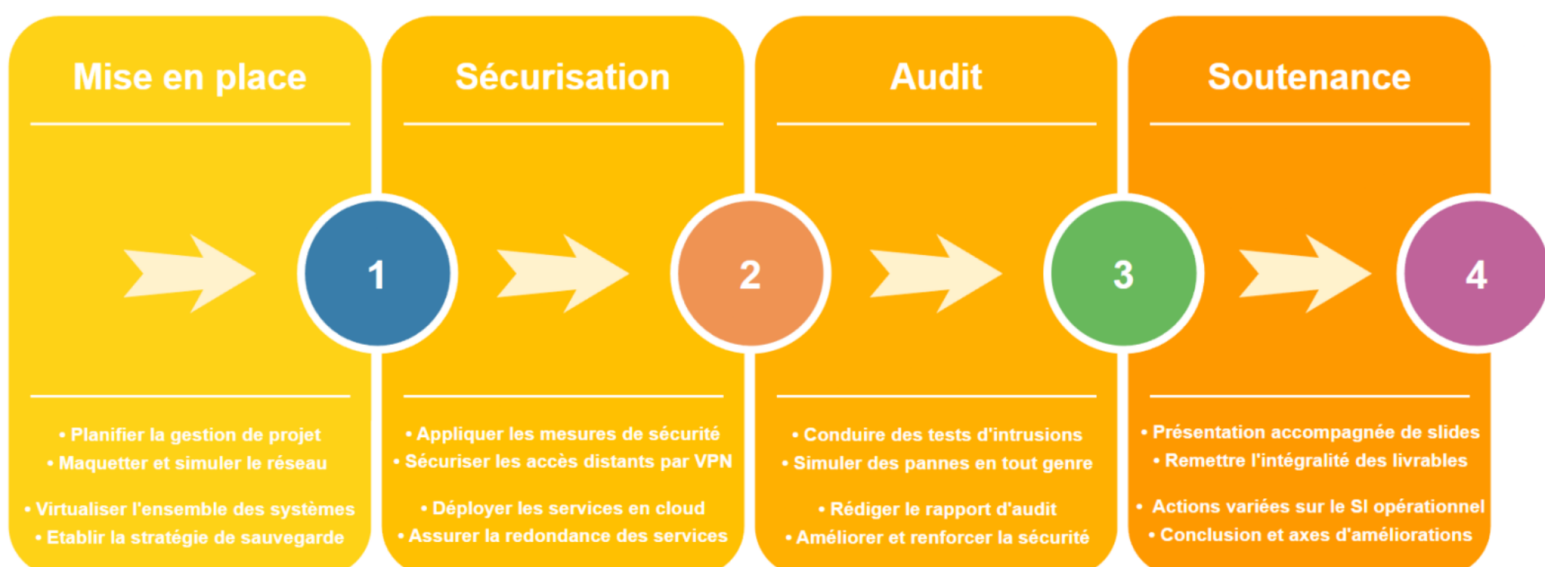 Mise en place
1
• Planifier la gestion de projet
• Maquetter et simuler le réseau
• Virtualiser l'ensemble des systèmes
• Etablir la stratégie de sauvegarde
Sécurisation
2
• Appliquer les mesures de sécurité
• Sécuriser les accès distants par VPN
• Déployer les services en cloud
• Assurer la redondance des services
Audit
3
• Conduire des tests d'intrusions
• Simuler des pannes en tout genre
• Rédiger le rapport d'audit
• Améliorer et renforcer la sécurité
Soutenance
4
• Présentation accompagnée de slides
• Remettre l'intégralité des livrables
• Actions variées sur le SI opérationnel
• Conclusion et axes d'améliorations